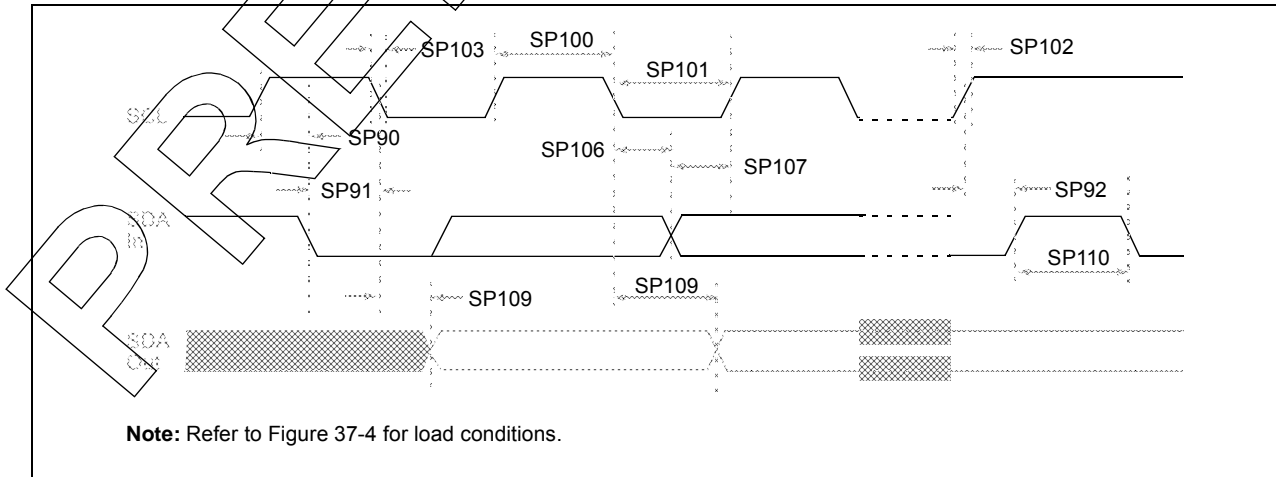 SP103
SP100
SP102
SP101
SCL
SP90
SP106
SP107
SP91
SP92
SDA
In
SP110
SP109
SP109
SDA
Out
Note: Refer to Figure 37-4 for load conditions.